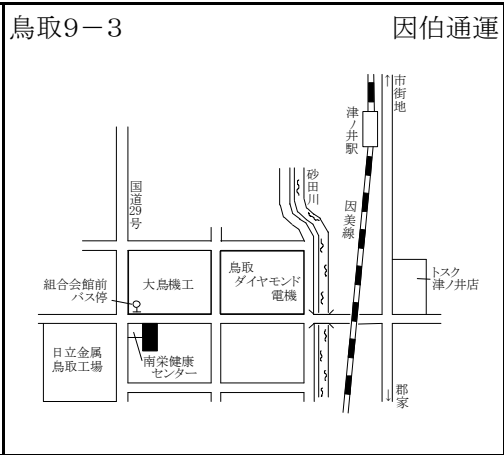 鳥取9－3
因伯通運
↑市街地
津ノ井駅
国道29号
砂田川
因美線
組合会館前
バス停
大鳥機工
鳥取
ダイヤモンド
電機
トスク
津ノ井店
日立金属
鳥取工場
南栄健康
センター
↓郡家